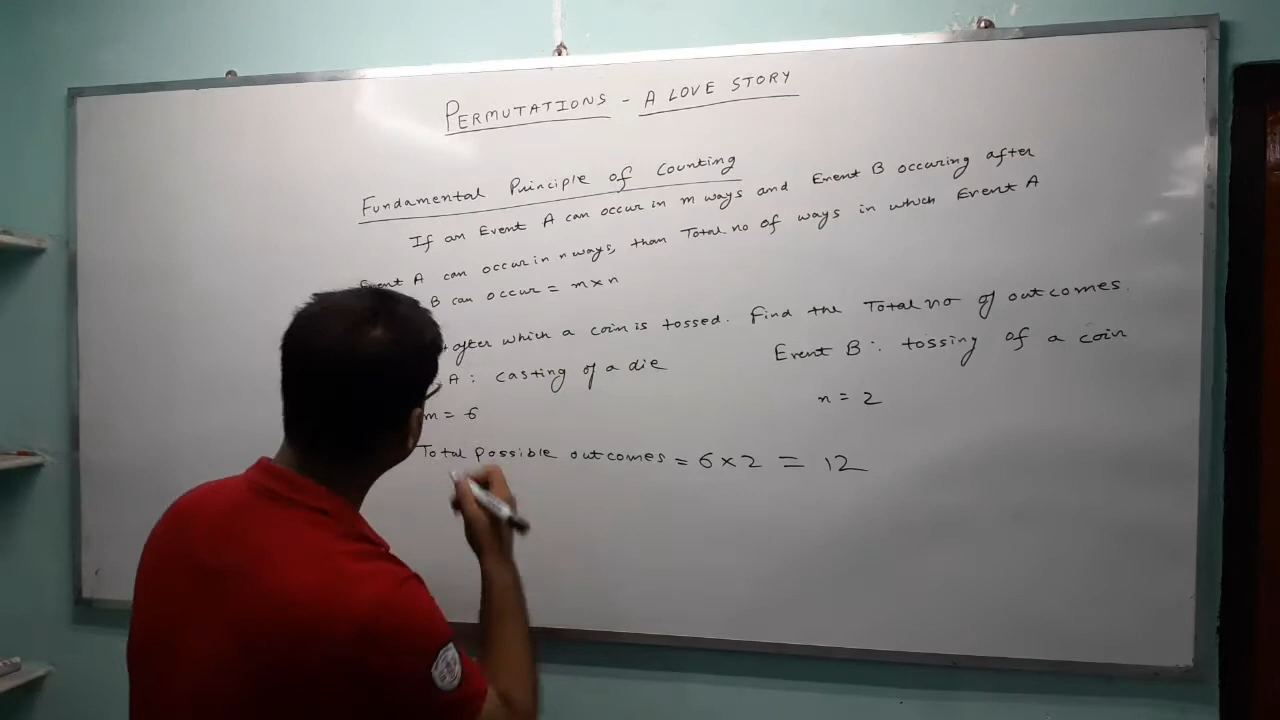 PERMUTATIONS - A LOVE STORY
Fundamental Principle of Counting
If an Event A can occur in m ways and Event B occuring after
Event A can occur in n ways, than Total no of ways in which Event A
B can occur = m × n
after which a coin is tossed. Find the Total no of outcomes.
A : casting of a die Event B : tossing of a coin
m = 6 n = 2
Total possible outcomes = 6 × 2 = 12